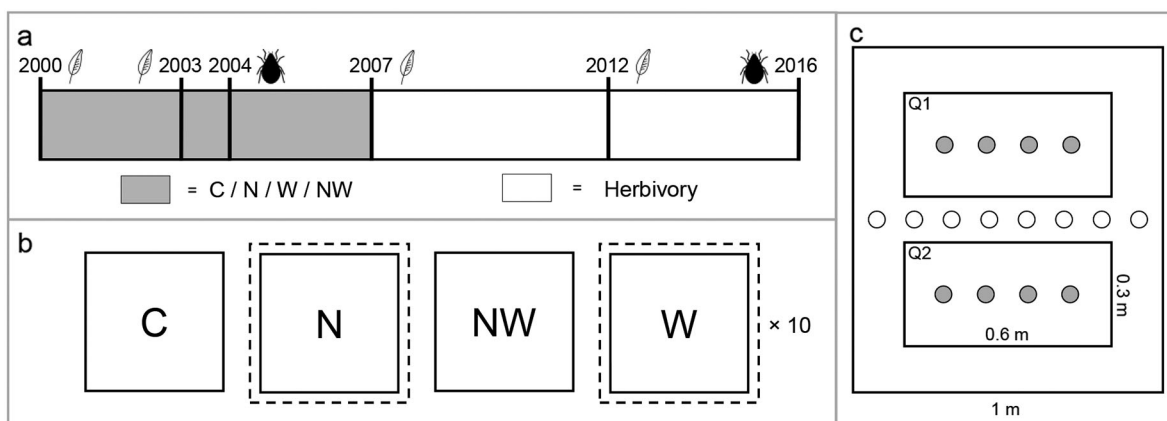 a
2000 2003 2004 2007 2012 2016
= C / N / W / NW = Herbivory
b
C N NW W × 10
c
Q1
Q2
0.3 m
0.6 m
1 m